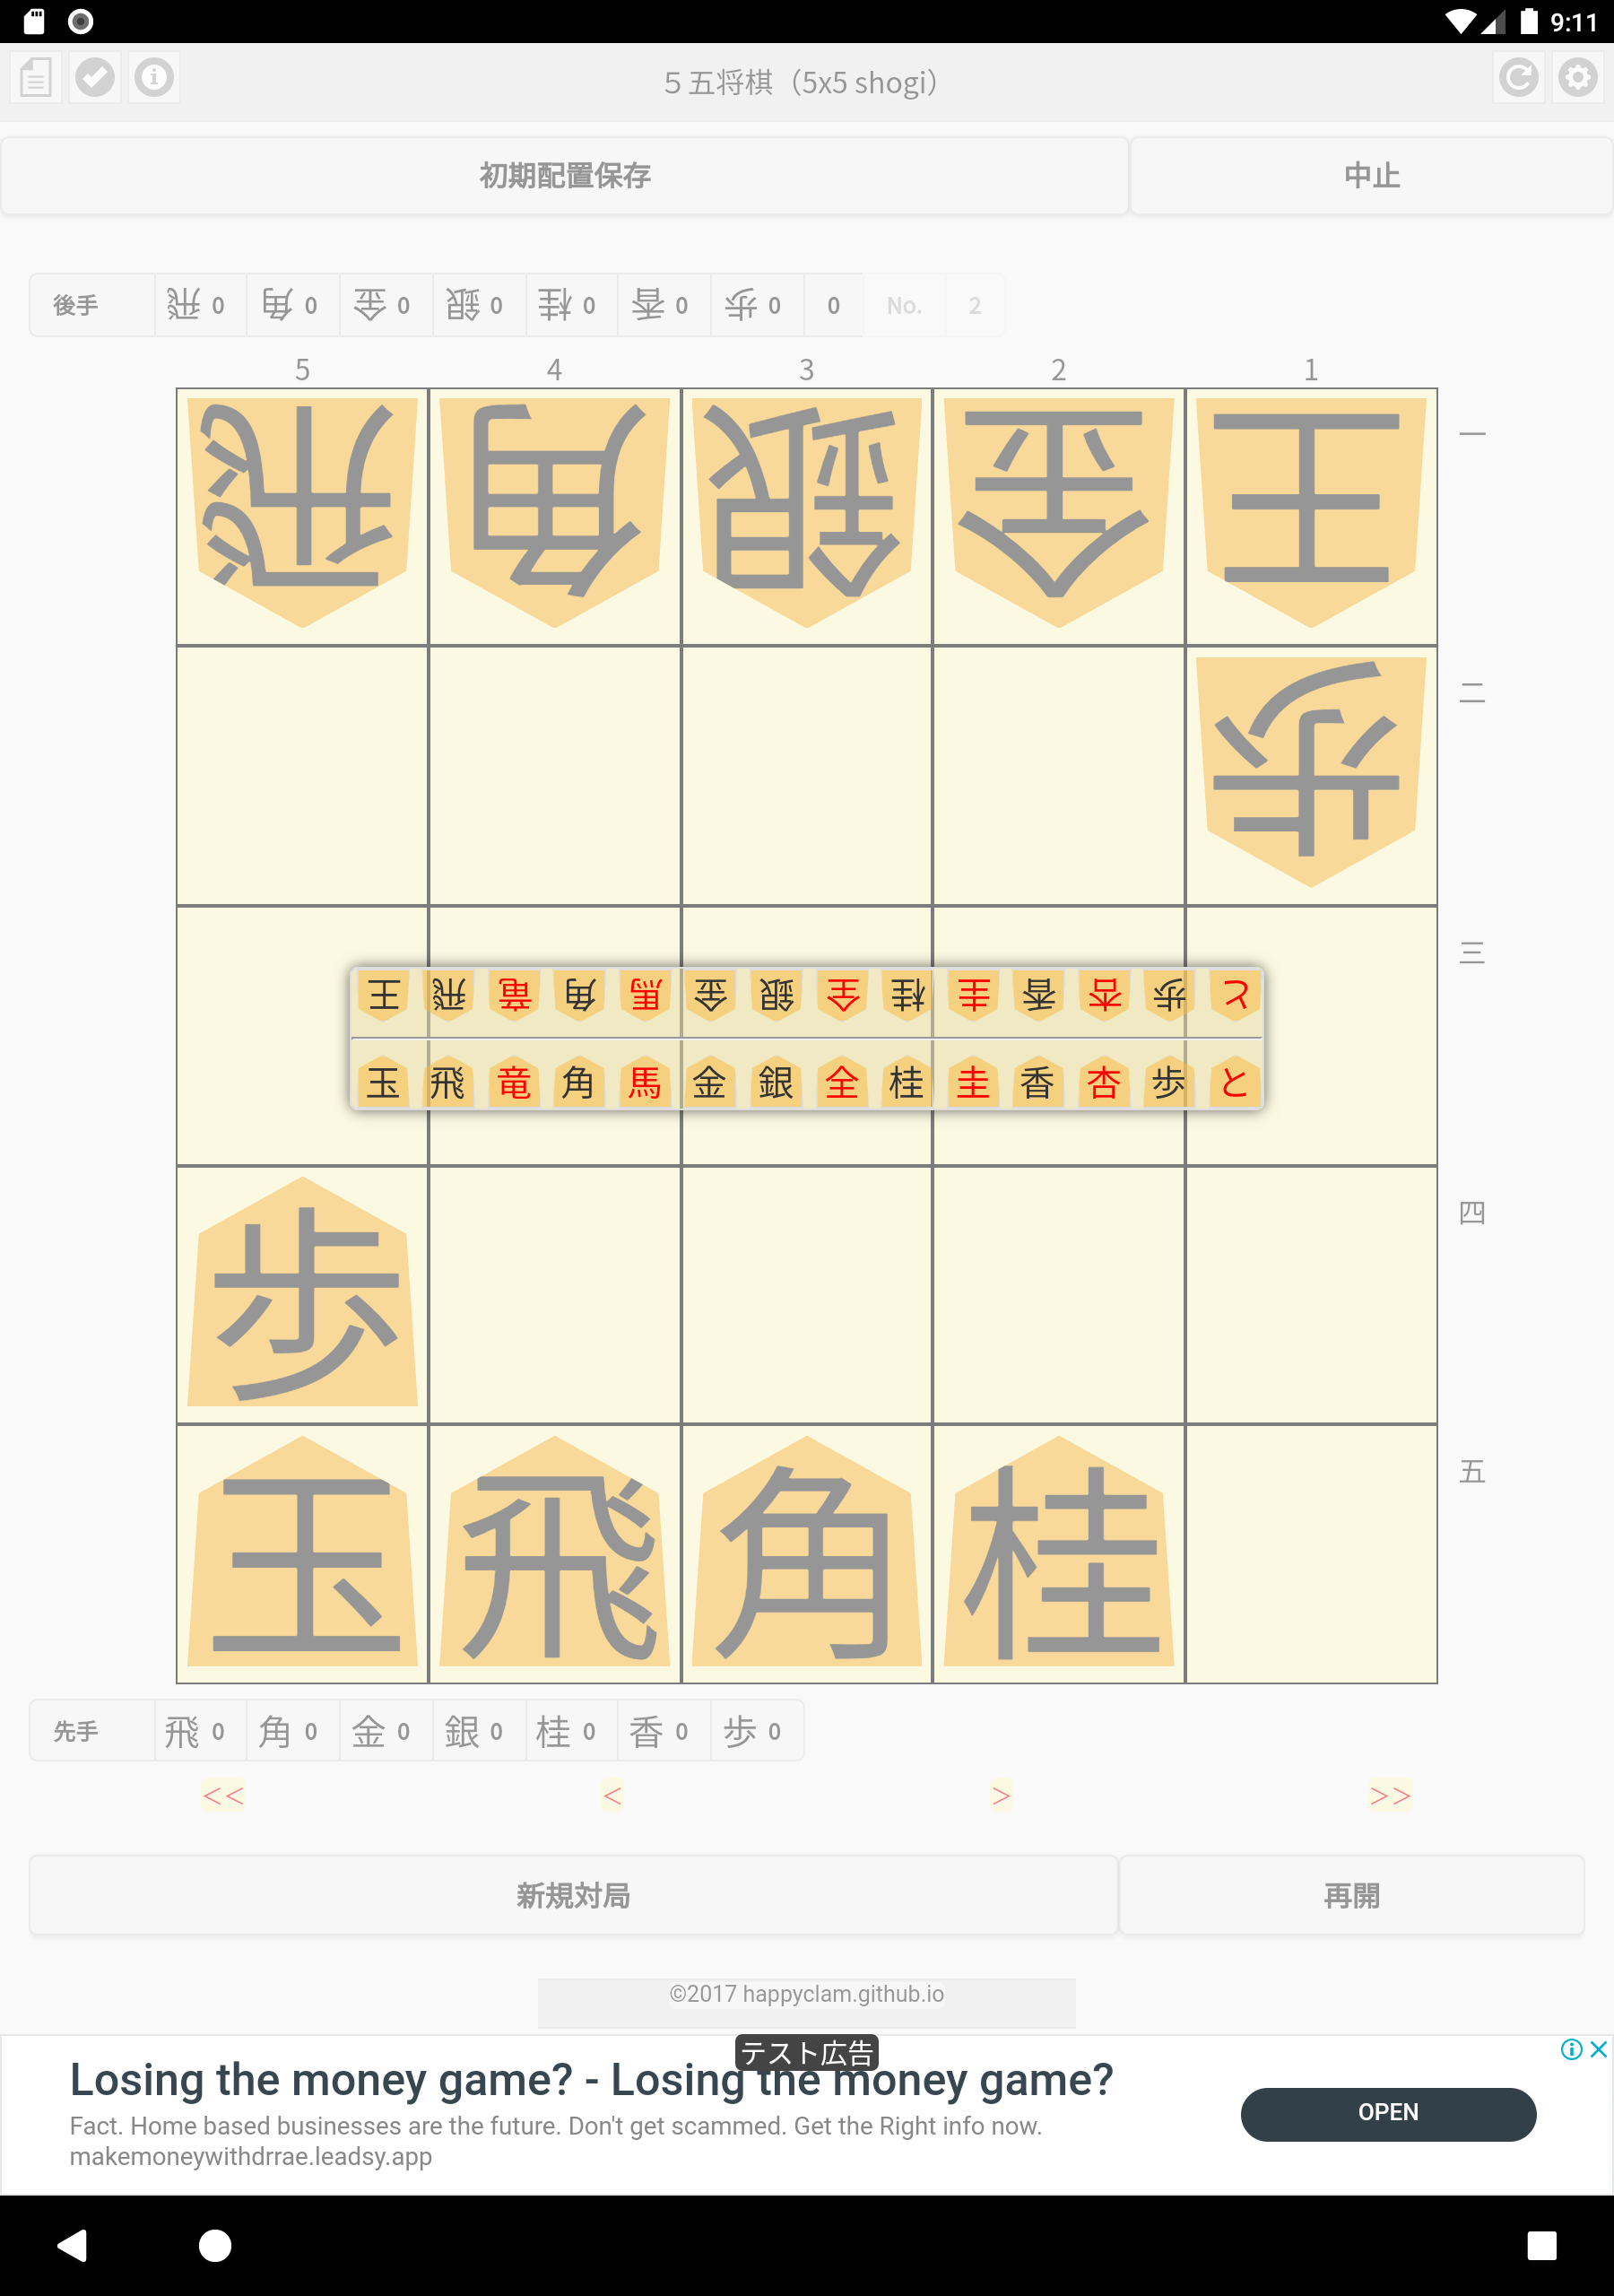 9:11
５五将棋（5x5 shogi）
初期配置保存 中止
後手 飛 0 角 0 金 0 銀 0 桂 0 香 0 歩 0 0 No. 2
5 4 3 2 1
飛 角 銀 金 王 一
歩 二
三
王 飛 竜 角 馬 金 銀 全 桂 圭 香 杏 歩 と
玉 飛 竜 角 馬 金 銀 全 桂 圭 香 杏 歩 と
歩 四
玉 飛 角 桂 五
先手 飛 0 角 0 金 0 銀 0 桂 0 香 0 歩 0
<< < > >>
新規対局 再開
©2017 happyclam.github.io
テスト広告
Losing the money game? - Losing the money game?
Fact. Home based businesses are the future. Don't get scammed. Get the Right info now.
makemoneywithdrrae.leadsy.app
OPEN